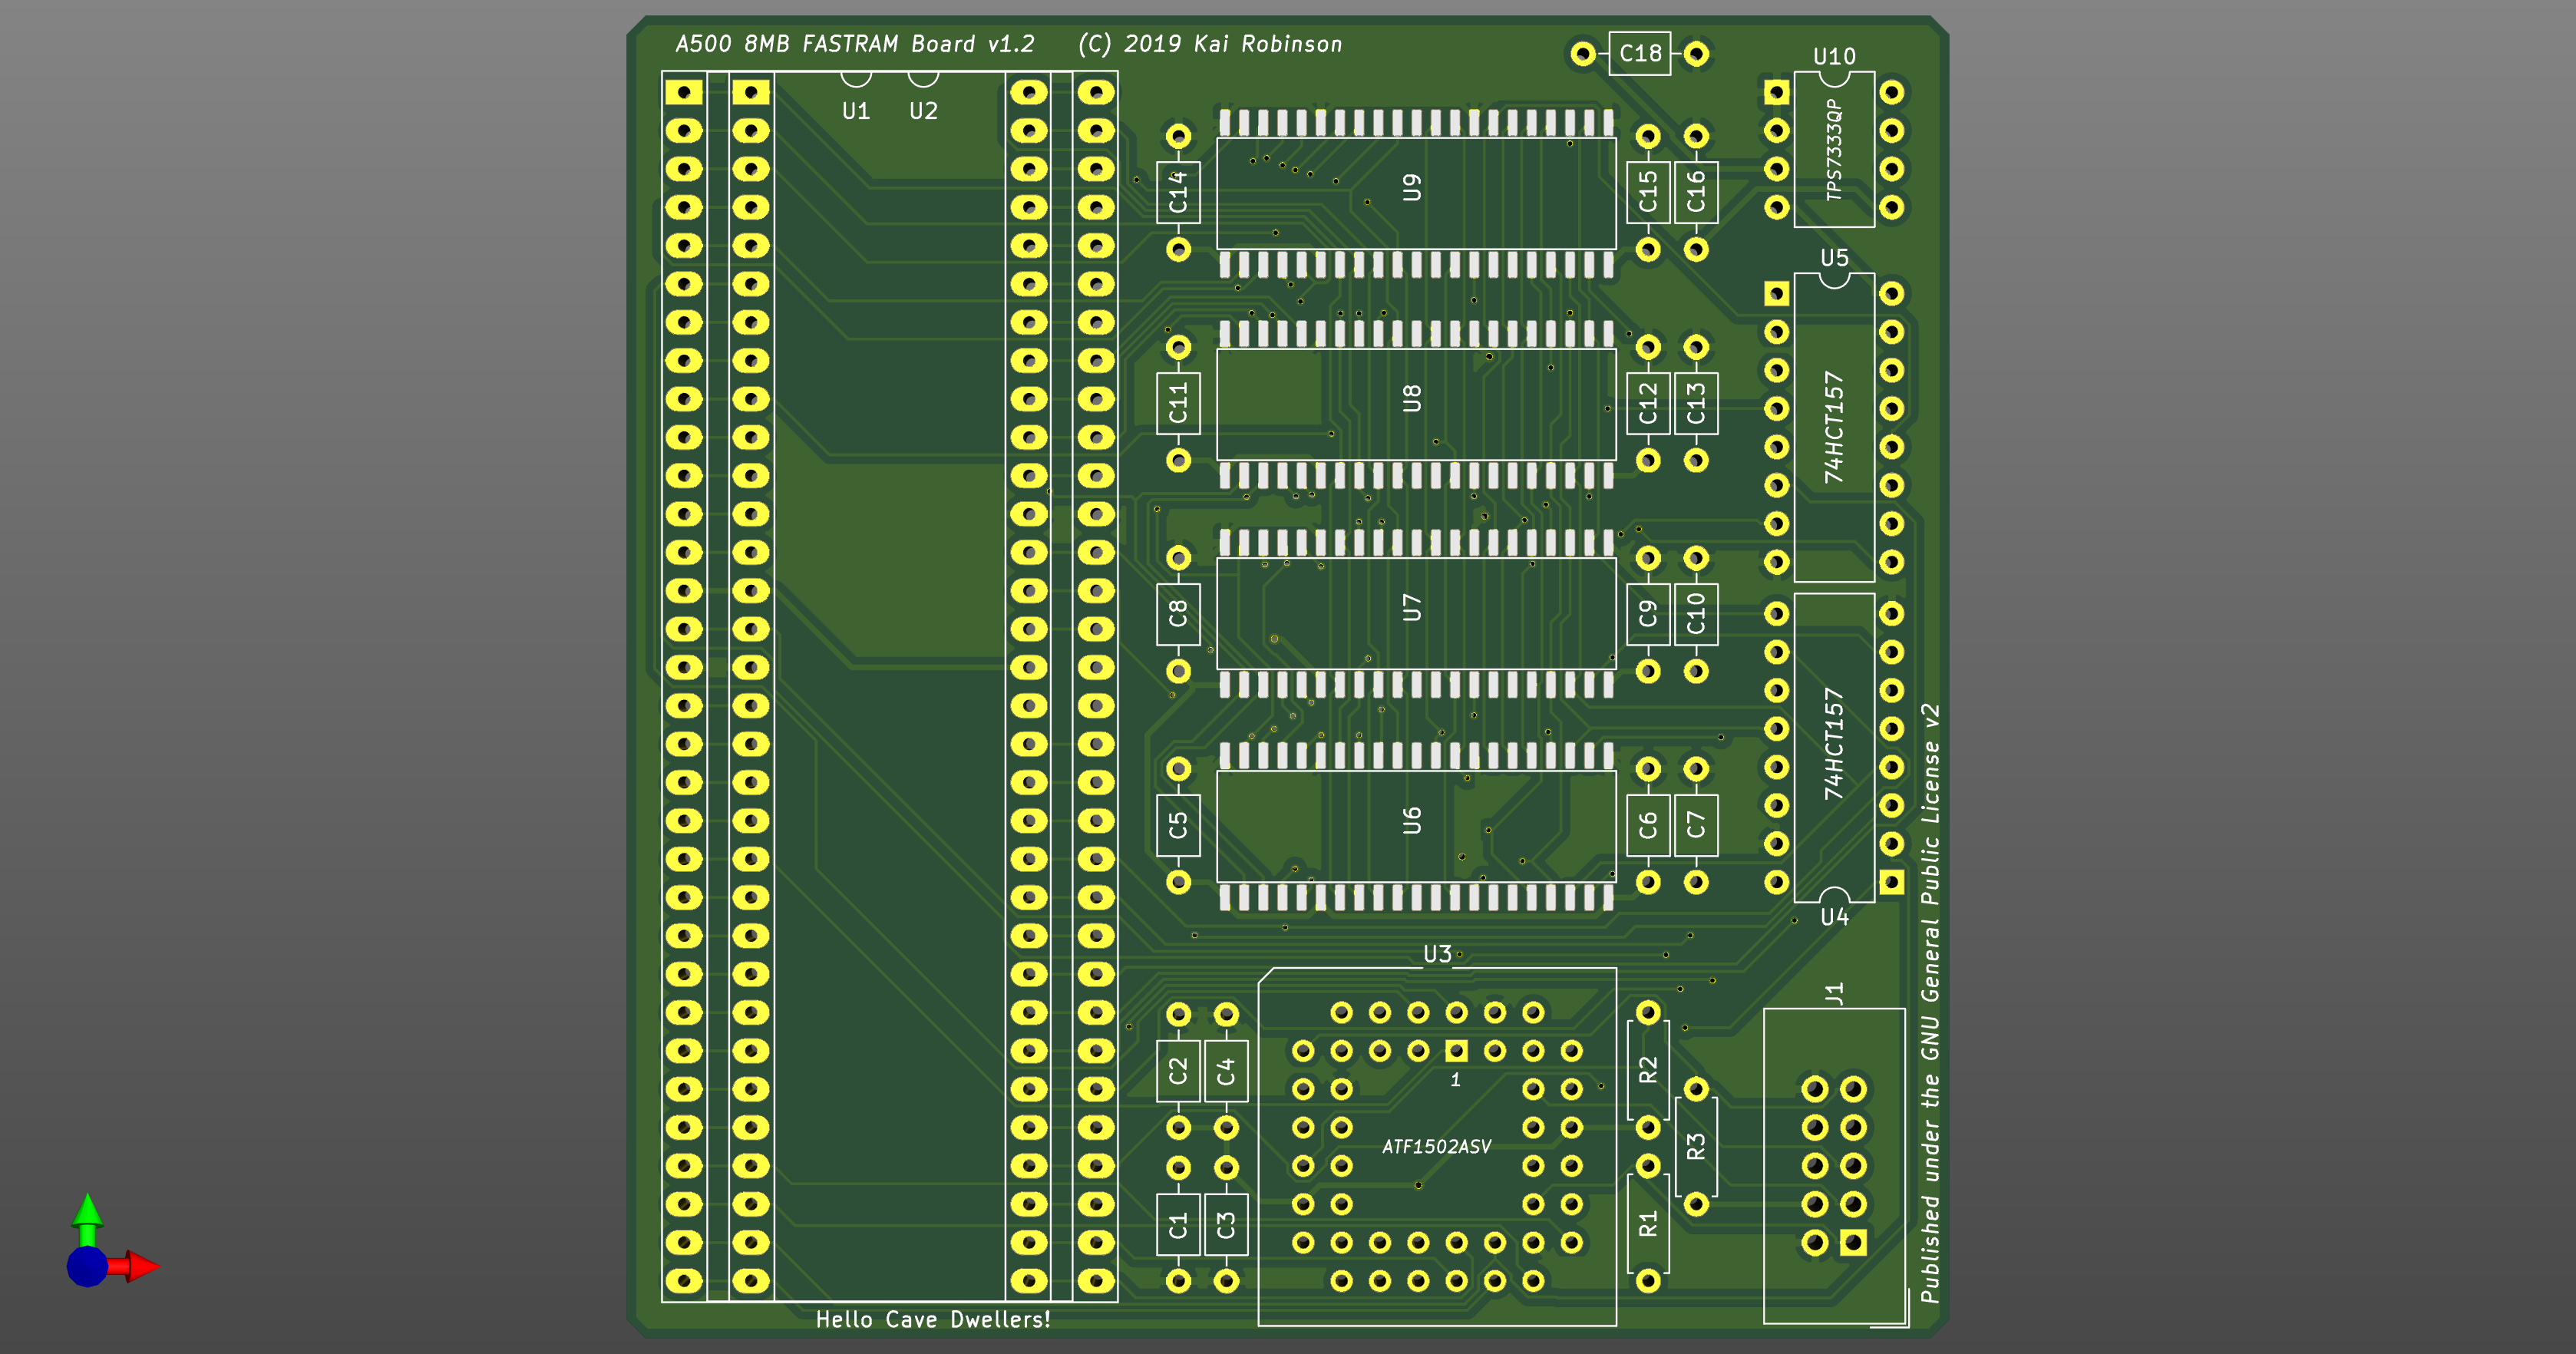 A500 8MB FASTRAM Board v1.2 (C) 2019 Kai Robinson
C18
U10
TPS7333QP
U1 U2
C14
U9
C15
C16
U5
74HCT157
C11
U8
C12
C13
C8
U7
C9
C10
74HCT157
U4
C5
U6
C6
C7
U3
1
ATF1502ASV
J1
C2
C4
R2
R3
C1
C3
R1
Published under the GNU General Public License v2
Hello Cave Dwellers!